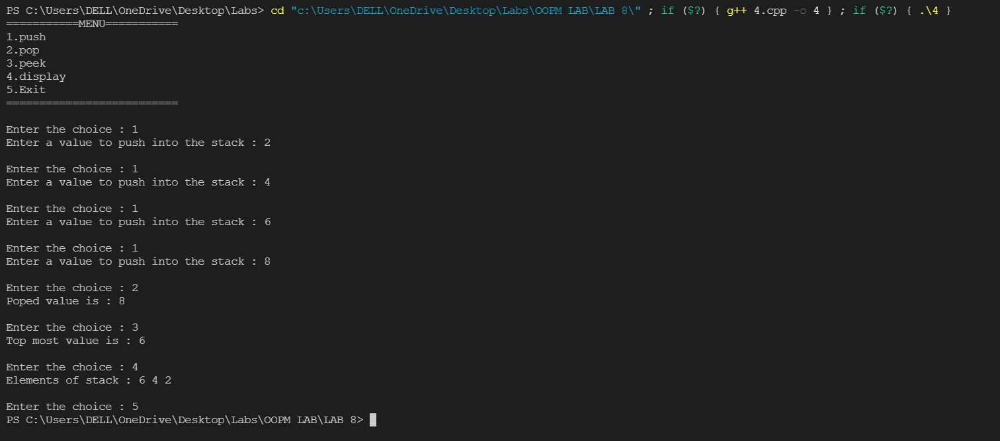 PS C:\Users\DELL\OneDrive\Desktop\Labs> cd "c:\Users\DELL\OneDrive\Desktop\Labs\OOPM LAB\LAB 8\" ; if ($?) { g++ 4.cpp -o 4 } ; if ($?) { .\4 }
===========MENU===========
1.push
2.pop
3.peek
4.display
5.Exit
==========================
Enter the choice : 1
Enter a value to push into the stack : 2
Enter the choice : 1
Enter a value to push into the stack : 4
Enter the choice : 1
Enter a value to push into the stack : 6
Enter the choice : 1
Enter a value to push into the stack : 8
Enter the choice : 2
Poped value is : 8
Enter the choice : 3
Top most value is : 6
Enter the choice : 4
Elements of stack : 6 4 2
Enter the choice : 5
PS C:\Users\DELL\OneDrive\Desktop\Labs\OOPM LAB\LAB 8>